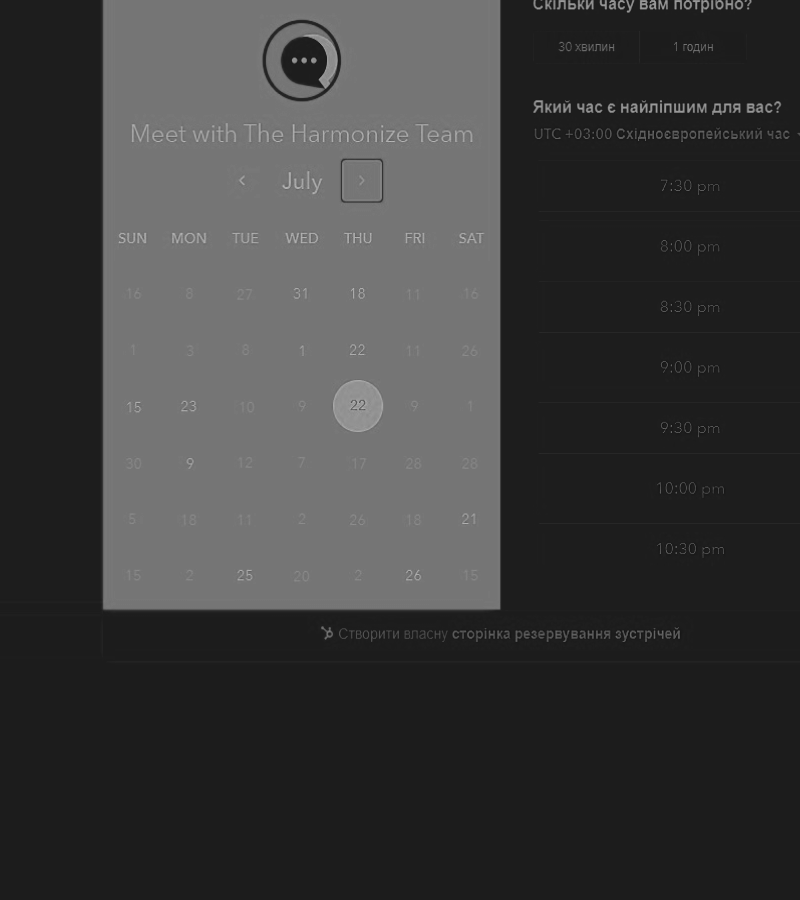 Meet with The Harmonize Team
July
SUN MON TUE WED THU FRI SAT
16 8 27 31 18 11 16
1 3 8 1 22 11 26
15 23 10 9 22 9 1
30 9 12 7 17 28 28
5 18 11 2 26 18 21
15 2 25 20 2 26 15
Скільки часу вам потрібно?
30 хвилин 1 годин
Який час є найліпшим для вас?
UTC +03:00 Східноєвропейський час
7:30 pm
8:00 pm
8:30 pm
9:00 pm
9:30 pm
10:00 pm
10:30 pm
Створити власну сторінка резервування зустрічей